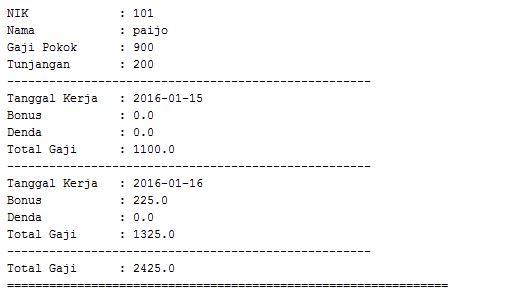 NIK : 101
Nama : paijo
Gaji Pokok : 900
Tunjangan : 200
----------------------------------------------------
Tanggal Kerja : 2016-01-15
Bonus : 0.0
Denda : 0.0
Total Gaji : 1100.0
----------------------------------------------------
Tanggal Kerja : 2016-01-16
Bonus : 225.0
Denda : 0.0
Total Gaji : 1325.0
----------------------------------------------------
Total Gaji : 2425.0
===============================================================